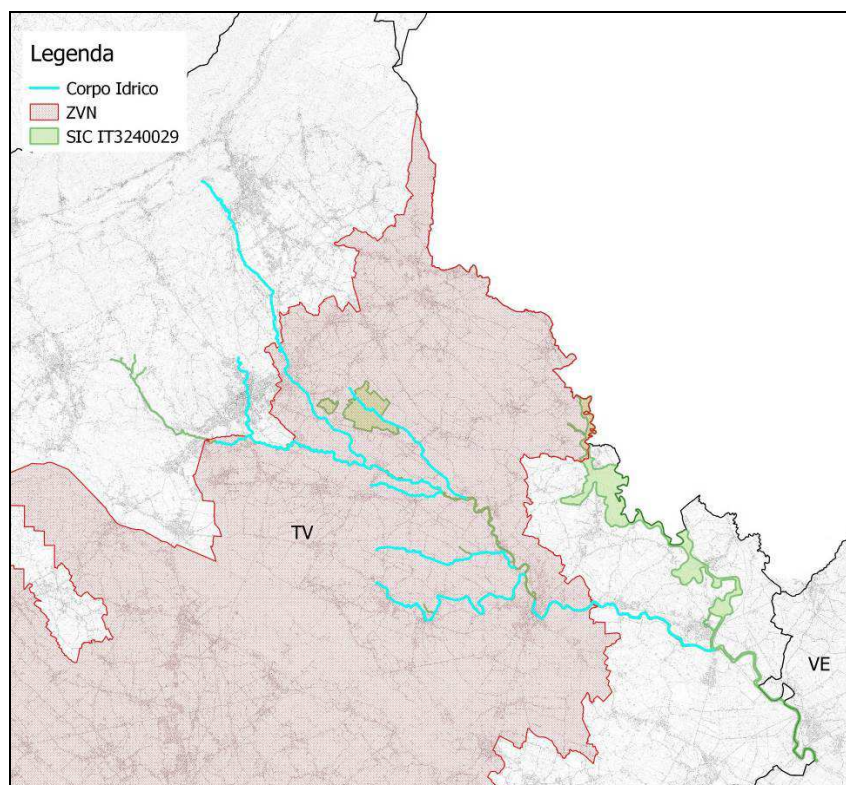 Legenda
Corpo Idrico
ZVN
SIC IT3240029
TV
VE